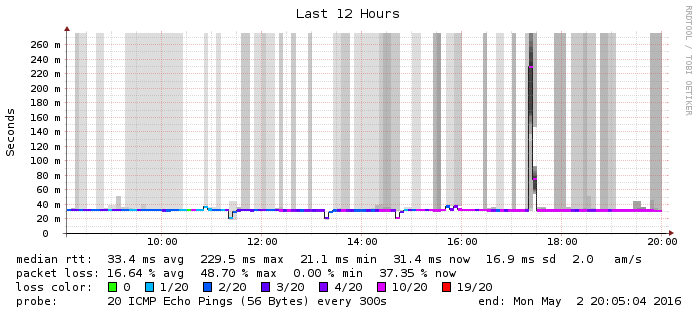 Last 12 Hours
RRDTOOL / TOBI OETIKER
Seconds
260 m
240 m
220 m
200 m
180 m
160 m
140 m
120 m
100 m
80 m
60 m
40 m
20 m
0
10:00 12:00 14:00 16:00 18:00 20:00
median rtt: 33.4 ms avg 229.5 ms max 21.1 ms min 31.4 ms now 16.9 ms sd 2.0 am/s
packet loss: 16.64 % avg 48.70 % max 0.00 % min 37.35 % now
loss color: 0 1/20 2/20 3/20 4/20 10/20 19/20
probe: 20 ICMP Echo Pings (56 Bytes) every 300s end: Mon May 2 20:05:04 2016